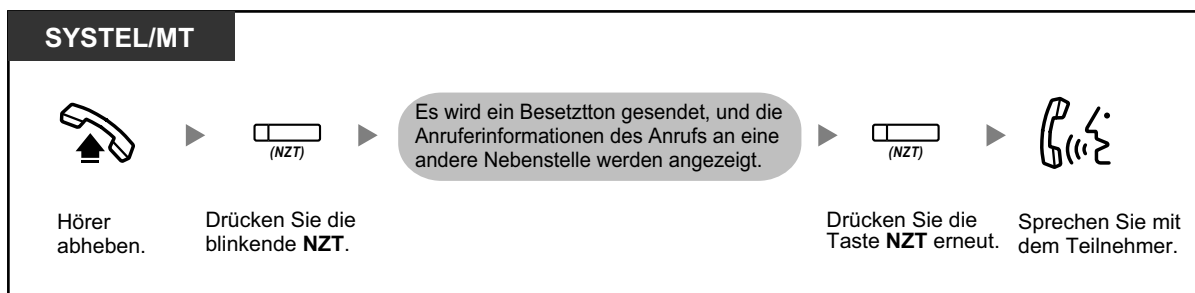 SYSTEL/MT
Es wird ein Besetztton gesendet, und die
Anruferinformationen des Anrufs an eine
andere Nebenstelle werden angezeigt.
(NZT)
(NZT)
Hörer
abheben.
Drücken Sie die
blinkende NZT.
Drücken Sie die
Taste NZT erneut.
Sprechen Sie mit
dem Teilnehmer.